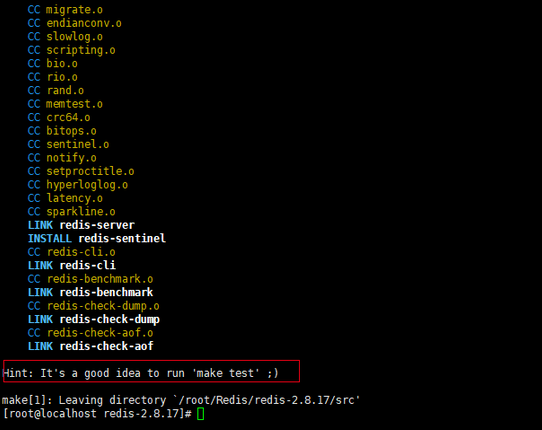 CC migrate.o
CC endianconv.o
CC slowlog.o
CC scripting.o
CC bio.o
CC rio.o
CC rand.o
CC memtest.o
CC crc64.o
CC bitops.o
CC sentinel.o
CC notify.o
CC setproctitle.o
CC hyperloglog.o
CC latency.o
CC sparkline.o
LINK redis-server
INSTALL redis-sentinel
CC redis-cli.o
LINK redis-cli
CC redis-benchmark.o
LINK redis-benchmark
CC redis-check-dump.o
LINK redis-check-dump
CC redis-check-aof.o
LINK redis-check-aof
Hint: It's a good idea to run 'make test' ;)
make[1]: Leaving directory `/root/Redis/redis-2.8.17/src'
[root@localhost redis-2.8.17]#